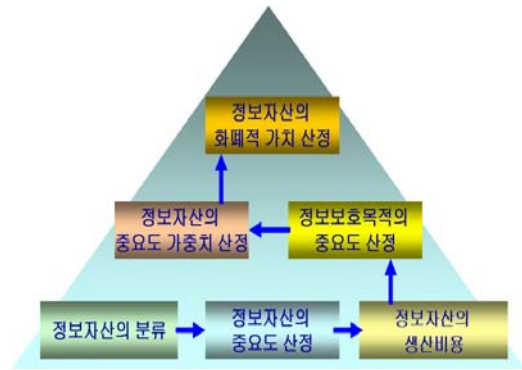 정보자산의
화폐적 가치 산정
정보자산의
중요도 가중치 산정
정보보호목적의
중요도 산정
정보자산의 분류
정보자산의
중요도 산정
정보자산의
생산비용